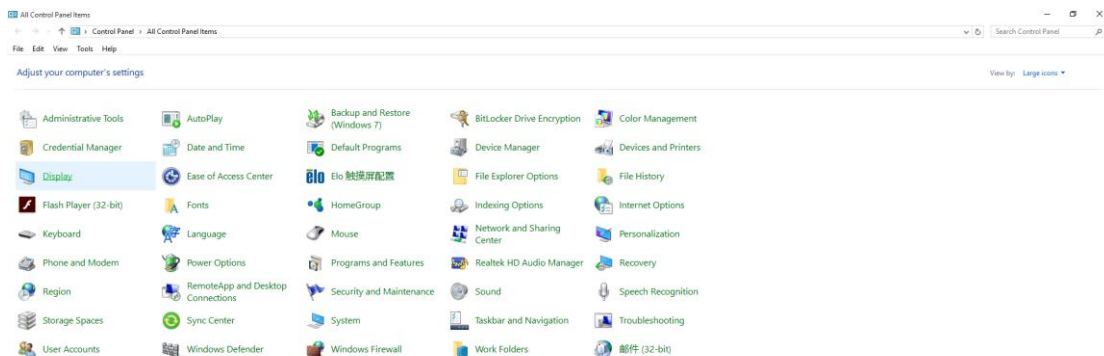 All Control Panel Items
Control Panel > All Control Panel Items
Search Control Panel
File Edit View Tools Help
Adjust your computer's settings
View by: Large icons
Administrative Tools
AutoPlay
Backup and Restore
(Windows 7)
BitLocker Drive Encryption
Color Management
Credential Manager
Date and Time
Default Programs
Device Manager
Devices and Printers
Display
Ease of Access Center
elo
Elo 触摸屏配置
File Explorer Options
File History
Flash Player (32-bit)
Fonts
HomeGroup
Indexing Options
Internet Options
Keyboard
Language
Mouse
Network and Sharing
Center
Personalization
Phone and Modem
Power Options
Programs and Features
Realtek HD Audio Manager
Recovery
Region
RemoteApp and Desktop
Connections
Security and Maintenance
Sound
Speech Recognition
Storage Spaces
Sync Center
System
Taskbar and Navigation
Troubleshooting
User Accounts
Windows Defender
Windows Firewall
Work Folders
邮件 (32-bit)